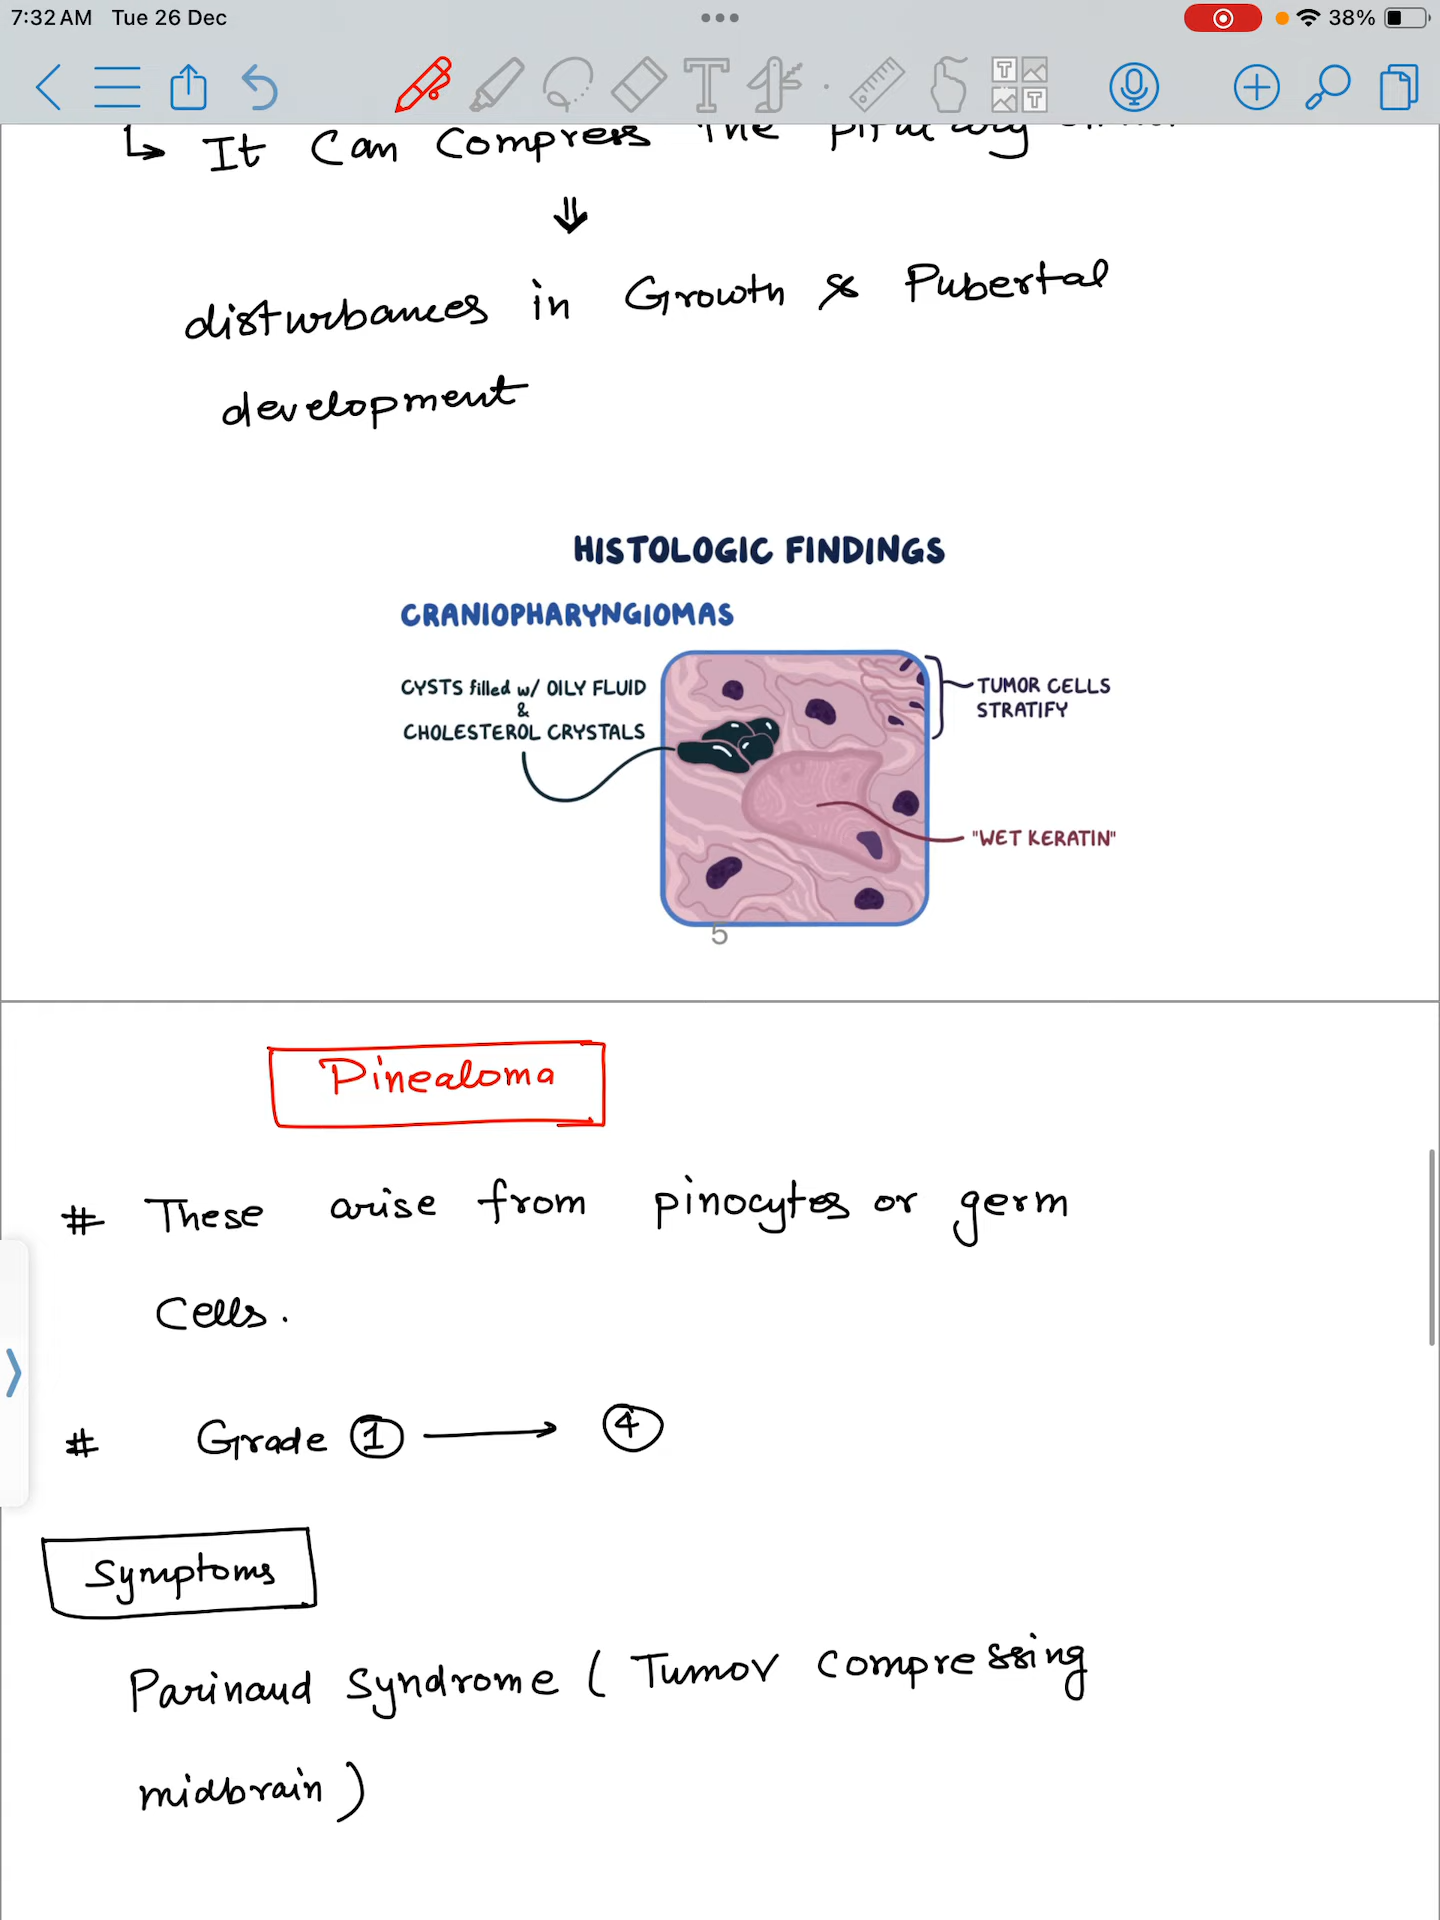 7:32 AM Tue 26 Dec
38%
↳ It Can Compress the pituitary
⇓
disturbances in Growth & Pubertal
development
HISTOLOGIC FINDINGS
CRANIOPHARYNGIOMAS
CYSTS filled w/ OILY FLUID
&
CHOLESTEROL CRYSTALS
TUMOR CELLS
STRATIFY
"WET KERATIN"
5
Pinealoma
# These arise from pinocytes or germ
Cells.
# Grade ① → ④
Symptoms
Parinaud Syndrome ( Tumor compressing
midbrain )